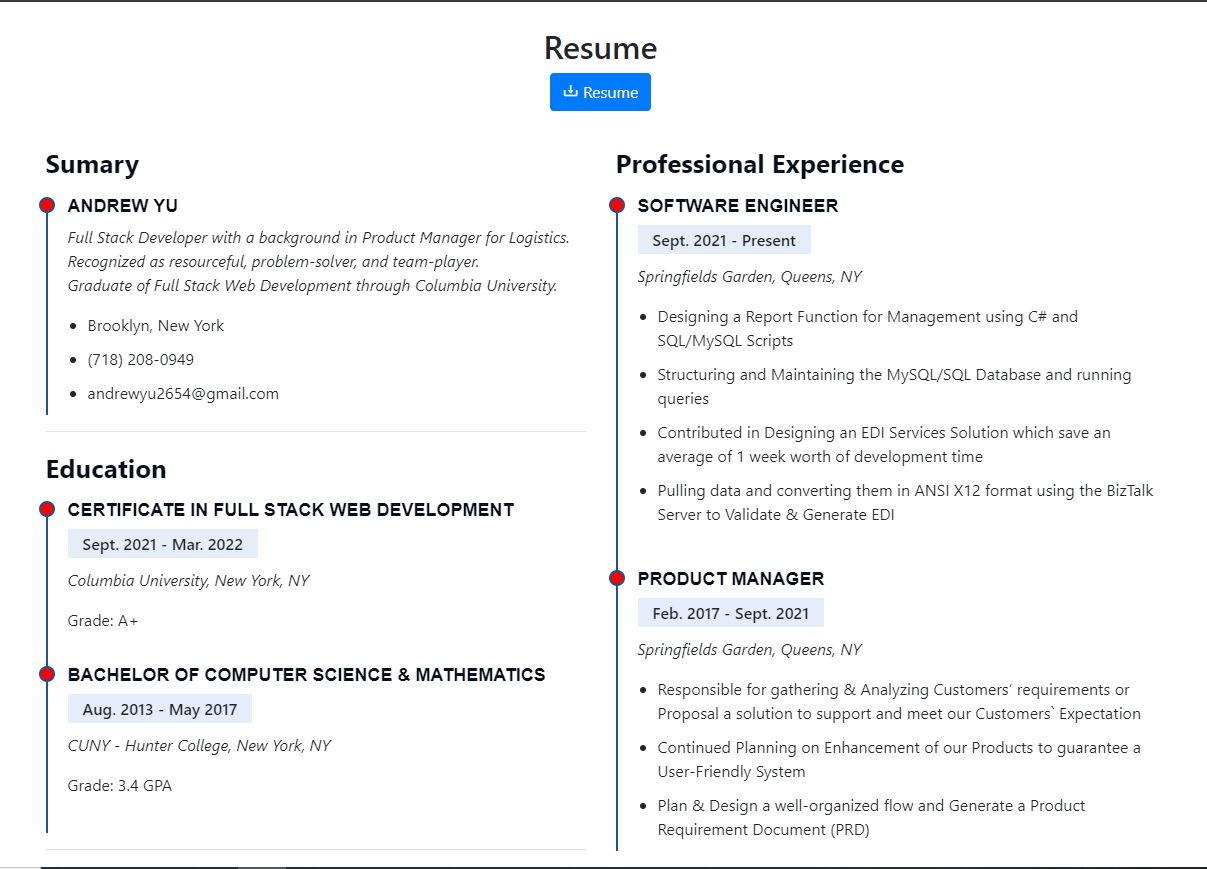 Resume
Resume
Sumary
ANDREW YU
Full Stack Developer with a background in Product Manager for Logistics.
Recognized as resourceful, problem-solver, and team-player.
Graduate of Full Stack Web Development through Columbia University.
Brooklyn, New York
(718) 208-0949
andrewyu2654@gmail.com
Education
CERTIFICATE IN FULL STACK WEB DEVELOPMENT
Sept. 2021 - Mar. 2022
Columbia University, New York, NY
Grade: A+
BACHELOR OF COMPUTER SCIENCE & MATHEMATICS
Aug. 2013 - May 2017
CUNY - Hunter College, New York, NY
Grade: 3.4 GPA
Professional Experience
SOFTWARE ENGINEER
Sept. 2021 - Present
Springfields Garden, Queens, NY
Designing a Report Function for Management using C# and
SQL/MySQL Scripts
Structuring and Maintaining the MySQL/SQL Database and running
queries
Contributed in Designing an EDI Services Solution which save an
average of 1 week worth of development time
Pulling data and converting them in ANSI X12 format using the BizTalk
Server to Validate & Generate EDI
PRODUCT MANAGER
Feb. 2017 - Sept. 2021
Springfields Garden, Queens, NY
Responsible for gathering & Analyzing Customers’ requirements or
Proposal a solution to support and meet our Customers` Expectation
Continued Planning on Enhancement of our Products to guarantee a
User-Friendly System
Plan & Design a well-organized flow and Generate a Product
Requirement Document (PRD)